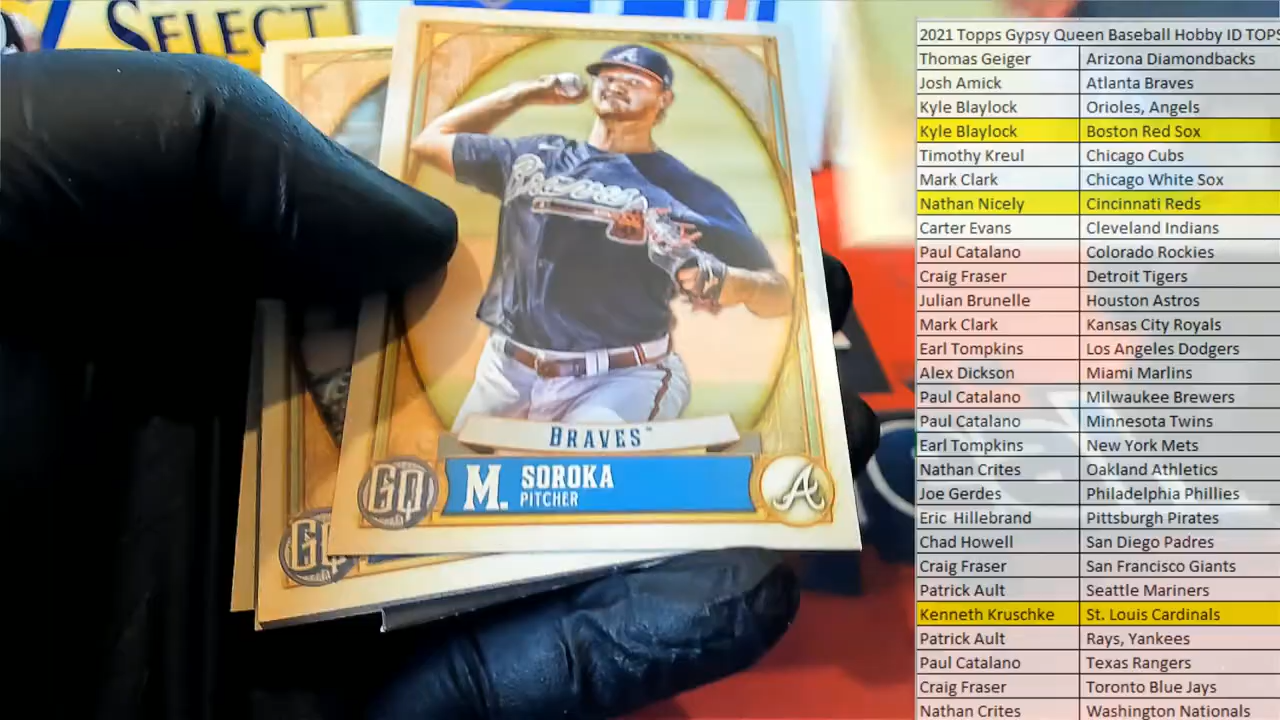 SELECT
Braves
BRAVES™
M. SOROKA
PITCHER
GQ
A
GQ
2021 Topps Gypsy Queen Baseball Hobby ID TOPS
Thomas Geiger Arizona Diamondbacks
Josh Amick Atlanta Braves
Kyle Blaylock Orioles, Angels
Kyle Blaylock Boston Red Sox
Timothy Kreul Chicago Cubs
Mark Clark Chicago White Sox
Nathan Nicely Cincinnati Reds
Carter Evans Cleveland Indians
Paul Catalano Colorado Rockies
Craig Fraser Detroit Tigers
Julian Brunelle Houston Astros
Mark Clark Kansas City Royals
Earl Tompkins Los Angeles Dodgers
Alex Dickson Miami Marlins
Paul Catalano Milwaukee Brewers
Paul Catalano Minnesota Twins
Earl Tompkins New York Mets
Nathan Crites Oakland Athletics
Joe Gerdes Philadelphia Phillies
Eric Hillebrand Pittsburgh Pirates
Chad Howell San Diego Padres
Craig Fraser San Francisco Giants
Patrick Ault Seattle Mariners
Kenneth Kruschke St. Louis Cardinals
Patrick Ault Rays, Yankees
Paul Catalano Texas Rangers
Craig Fraser Toronto Blue Jays
Nathan Crites Washington Nationals